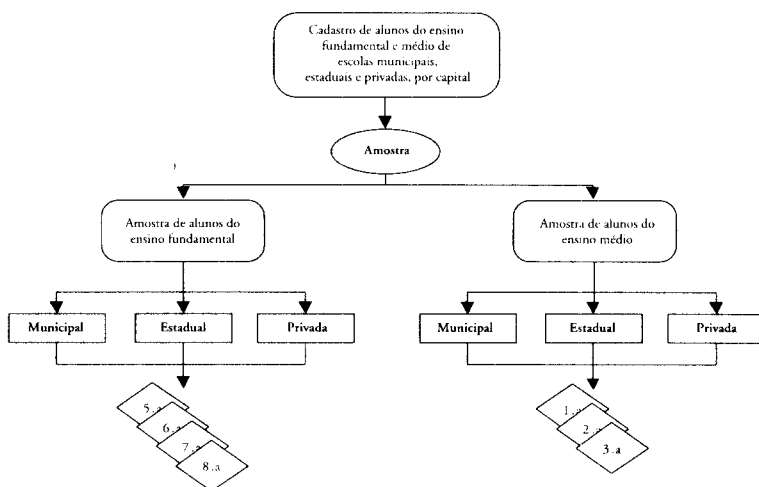 Cadastro de alunos do ensino
fundamental e médio de
escolas municipais,
estaduais e privadas, por capital
Amostra
Amostra de alunos do
ensino fundamental
Amostra de alunos do
ensino médio
Municipal
Estadual
Privada
Municipal
Estadual
Privada
5.a
6.a
7.a
8.a
1.a
2.a
3.a